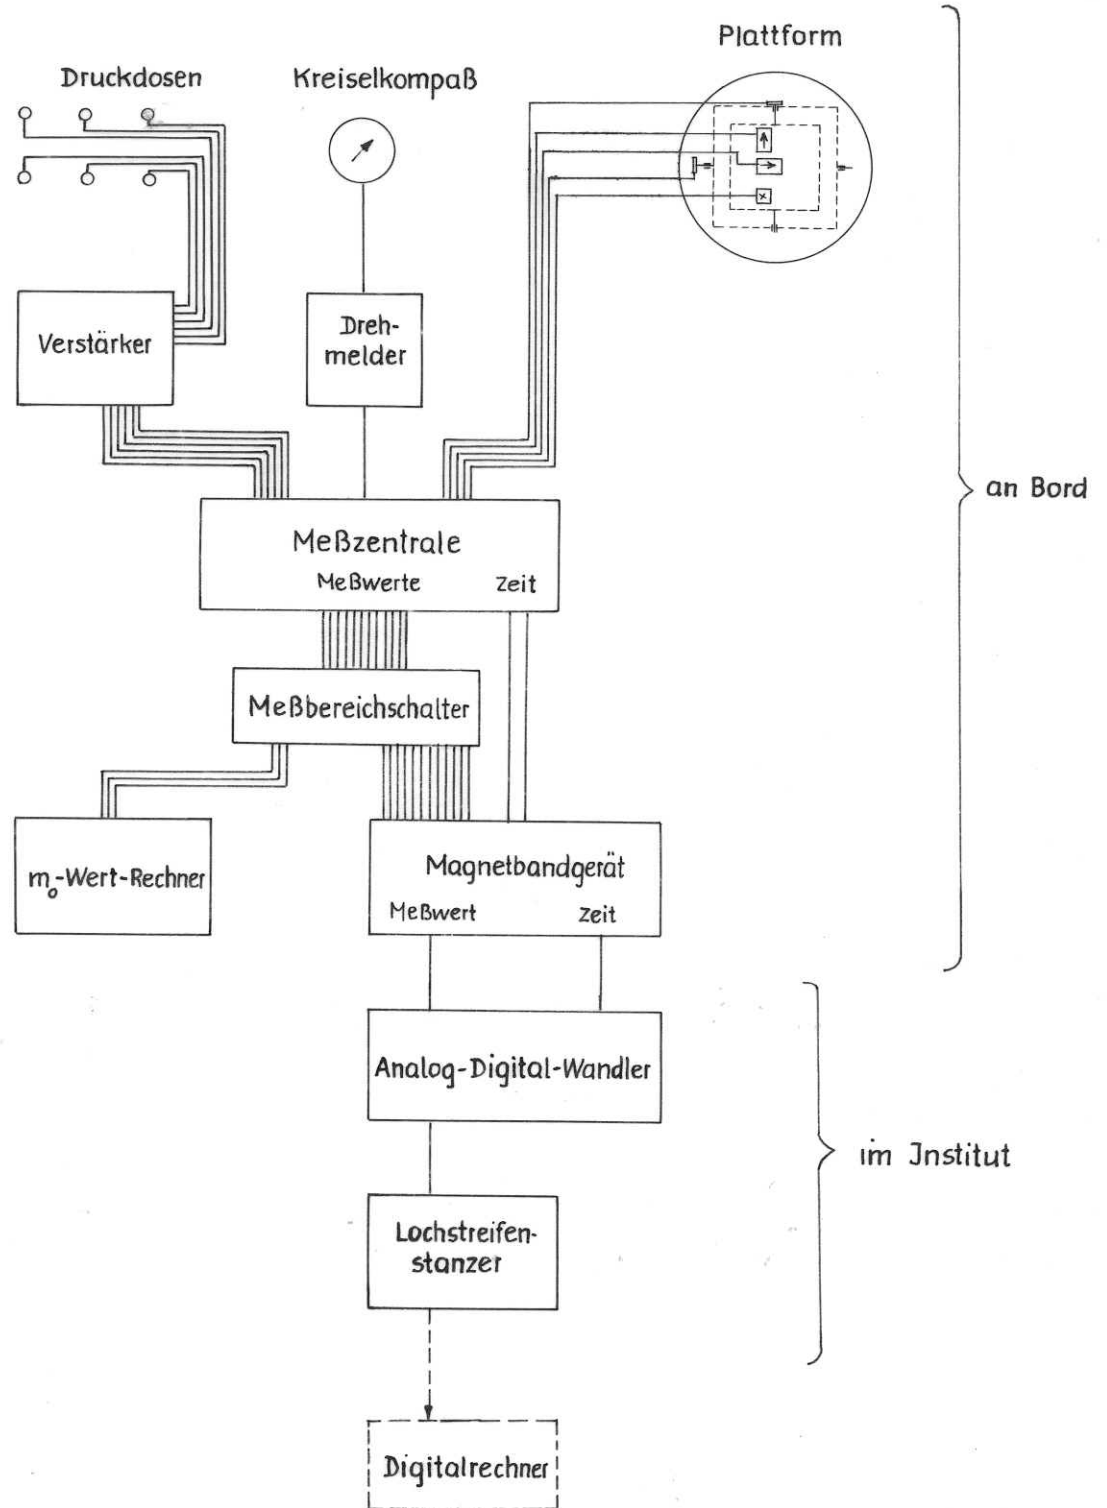 Plattform
Druckdosen
Kreiselkompaß
Verstärker
Dreh-
melder
an Bord
Meßzentrale
Meßwerte
Zeit
Meßbereichschalter
m₀-Wert-Rechner
Magnetbandgerät
Meßwert
Zeit
Analog-Digital-Wandler
im Institut
Lochstreifen-
stanzer
Digitalrechner